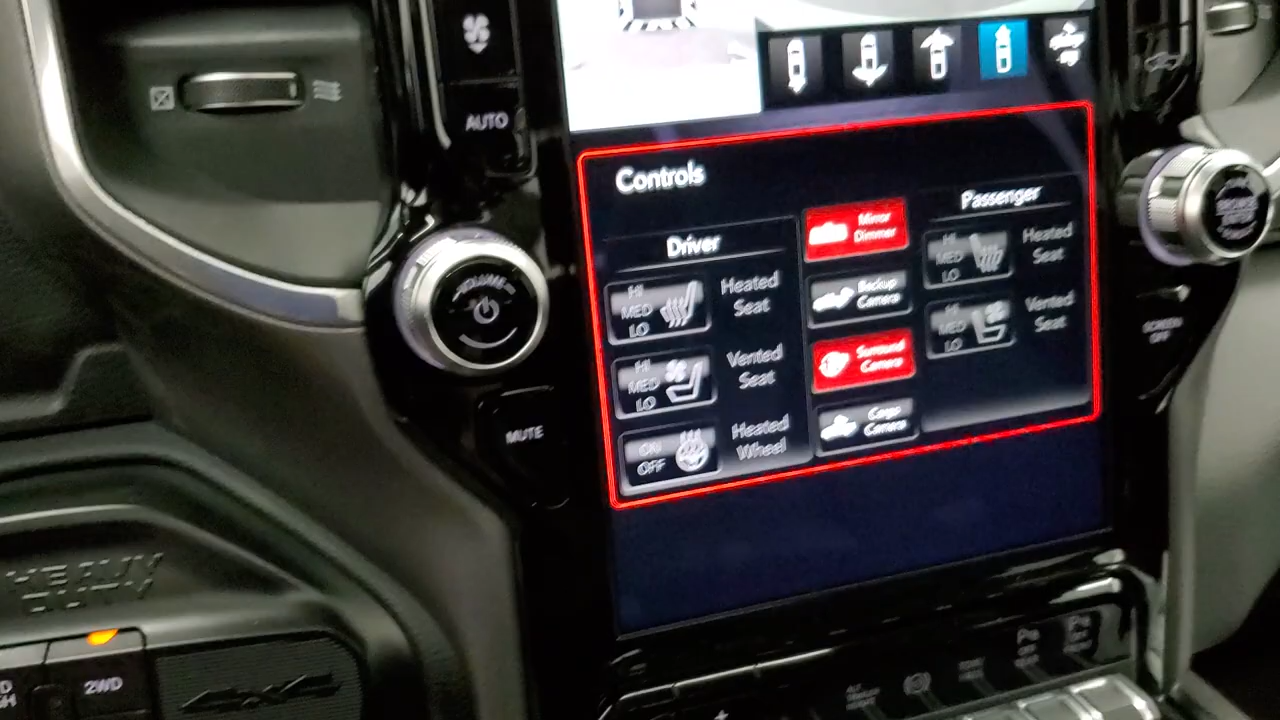 AUTO
Controls
Driver
HI
MED
LO
Heated
Seat
HI
MED
LO
Vented
Seat
ON
OFF
Heated
Wheel
Mirror
Dimmer
Backup
Camera
Surround
Camera
Cargo
Camera
Passenger
HI
MED
LO
Heated
Seat
HI
MED
LO
Vented
Seat
VOLUME
MUTE
SCREEN
OFF
HEAVY
DUTY
2WD
4X4